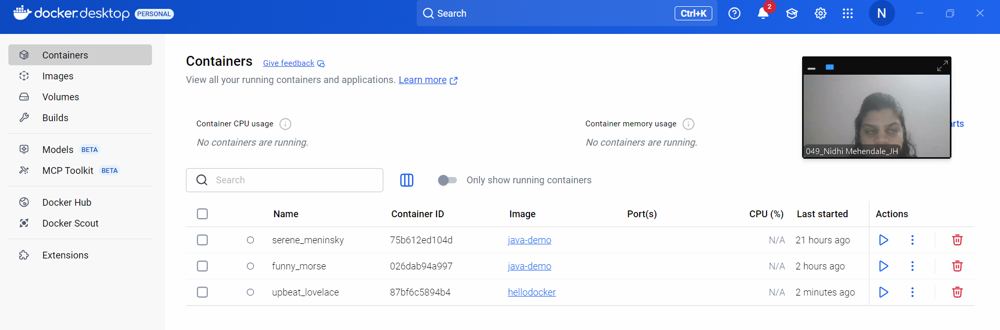 docker.desktop PERSONAL
Search Ctrl+K 2 N
Containers
Images
Volumes
Builds
Models BETA
MCP Toolkit BETA
Docker Hub
Docker Scout
Extensions
Containers Give feedback
View all your running containers and applications. Learn more
Container CPU usage
No containers are running.
Container memory usage
No containers are running.
049_Nidhi Mehendale_JH
Search
Only show running containers
Name Container ID Image Port(s) CPU (%) Last started Actions
serene_meninsky 75b612ed104d java-demo N/A 21 hours ago
funny_morse 026dab94a997 java-demo N/A 2 hours ago
upbeat_lovelace 87bf6c5894b4 hellodocker N/A 2 minutes ago